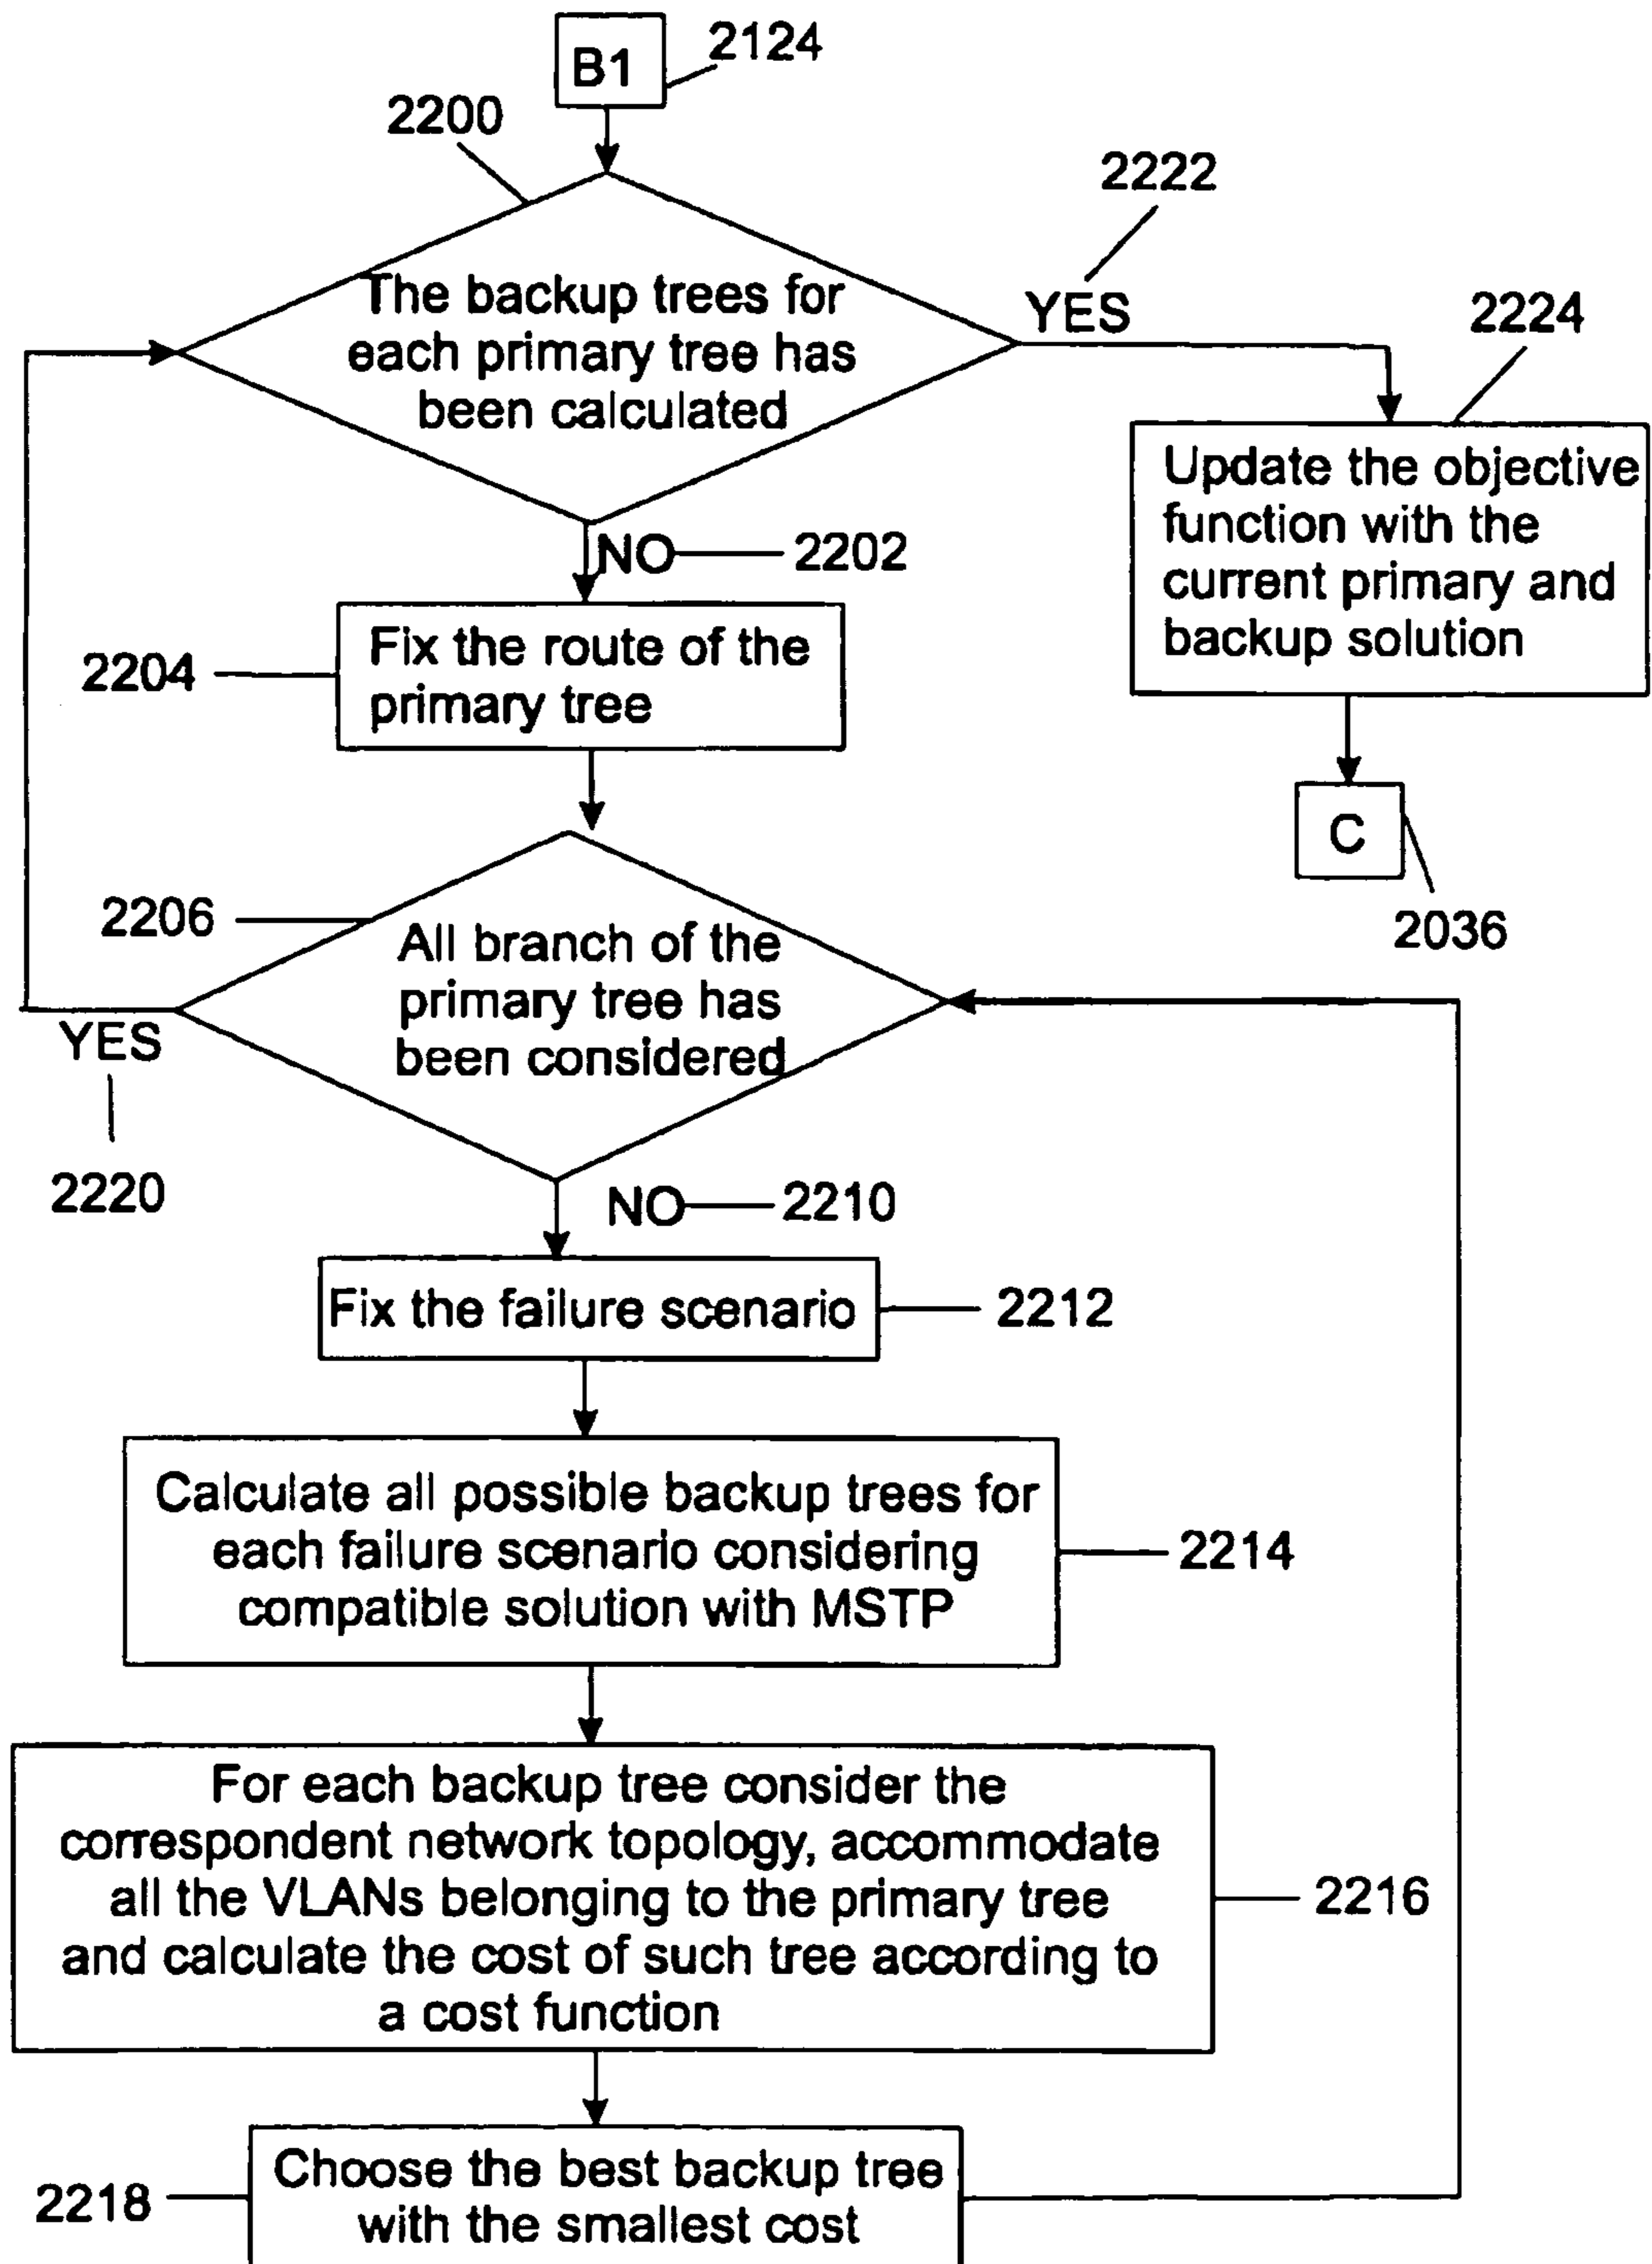 B1
2124
2200
2222
The backup trees for
each primary tree has
been calculated
YES
2224
Update the objective
function with the
current primary and
backup solution
NO
2202
2204
Fix the route of the
primary tree
C
2036
2206
All branch of the
primary tree has
been considered
YES
2220
NO
2210
Fix the failure scenario
2212
Calculate all possible backup trees for
each failure scenario considering
compatible solution with MSTP
2214
For each backup tree consider the
correspondent network topology, accommodate
all the VLANs belonging to the primary tree
and calculate the cost of such tree according to
a cost function
2216
2218
Choose the best backup tree
with the smallest cost